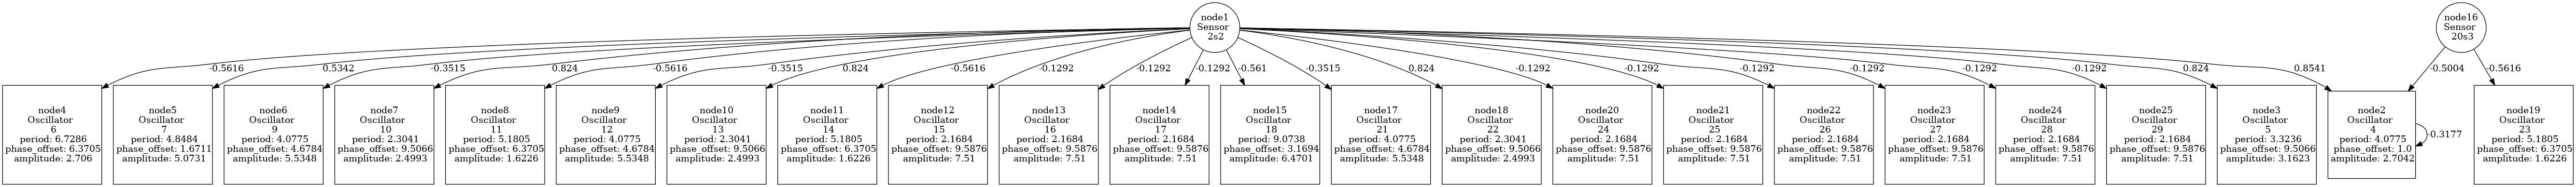 node1
Sensor
2s2
node16
Sensor
20s3
-0.5616
0.5342
-0.3515
0.824
-0.5616
-0.3515
0.824
-0.5616
-0.1292
-0.1292
-0.1292
-0.561
-0.3515
0.824
-0.1292
-0.1292
-0.1292
-0.1292
-0.1292
-0.1292
0.824
0.8541
-0.5004
-0.5616
node4
Oscillator
6
period: 6.7286
phase_offset: 6.3705
amplitude: 2.706
node5
Oscillator
7
period: 4.8484
phase_offset: 1.6711
amplitude: 5.0731
node6
Oscillator
9
period: 4.0775
phase_offset: 4.6784
amplitude: 5.5348
node7
Oscillator
10
period: 2.3041
phase_offset: 9.5066
amplitude: 2.4993
node8
Oscillator
11
period: 5.1805
phase_offset: 6.3705
amplitude: 1.6226
node9
Oscillator
12
period: 4.0775
phase_offset: 4.6784
amplitude: 5.5348
node10
Oscillator
13
period: 2.3041
phase_offset: 9.5066
amplitude: 2.4993
node11
Oscillator
14
period: 5.1805
phase_offset: 6.3705
amplitude: 1.6226
node12
Oscillator
15
period: 2.1684
phase_offset: 9.5876
amplitude: 7.51
node13
Oscillator
16
period: 2.1684
phase_offset: 9.5876
amplitude: 7.51
node14
Oscillator
17
period: 2.1684
phase_offset: 9.5876
amplitude: 7.51
node15
Oscillator
18
period: 9.0738
phase_offset: 3.1694
amplitude: 6.4701
node17
Oscillator
21
period: 4.0775
phase_offset: 4.6784
amplitude: 5.5348
node18
Oscillator
22
period: 2.3041
phase_offset: 9.5066
amplitude: 2.4993
node20
Oscillator
24
period: 2.1684
phase_offset: 9.5876
amplitude: 7.51
node21
Oscillator
25
period: 2.1684
phase_offset: 9.5876
amplitude: 7.51
node22
Oscillator
26
period: 2.1684
phase_offset: 9.5876
amplitude: 7.51
node23
Oscillator
27
period: 2.1684
phase_offset: 9.5876
amplitude: 7.51
node24
Oscillator
28
period: 2.1684
phase_offset: 9.5876
amplitude: 7.51
node25
Oscillator
29
period: 2.1684
phase_offset: 9.5876
amplitude: 7.51
node3
Oscillator
5
period: 3.3236
phase_offset: 9.5066
amplitude: 3.1623
node2
Oscillator
4
period: 4.0775
phase_offset: 1.0
amplitude: 2.7042
-0.3177
node19
Oscillator
23
period: 5.1805
phase_offset: 6.3705
amplitude: 1.6226